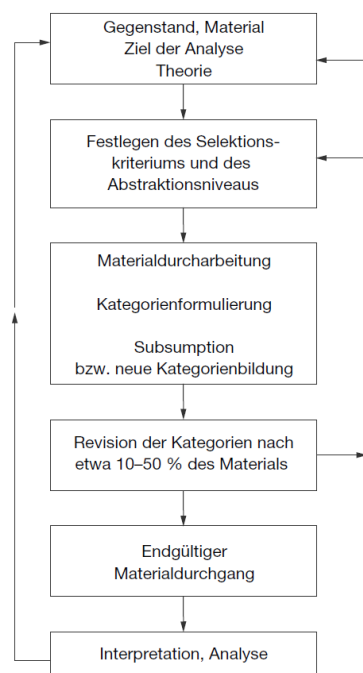 Gegenstand, Material
Ziel der Analyse
Theorie
Festlegen des Selektions-
kriteriums und des
Abstraktionsniveaus
Materialdurcharbeitung
Kategorienformulierung
Subsumption
bzw. neue Kategorienbildung
Revision der Kategorien nach
etwa 10–50 % des Materials
Endgültiger
Materialdurchgang
Interpretation, Analyse